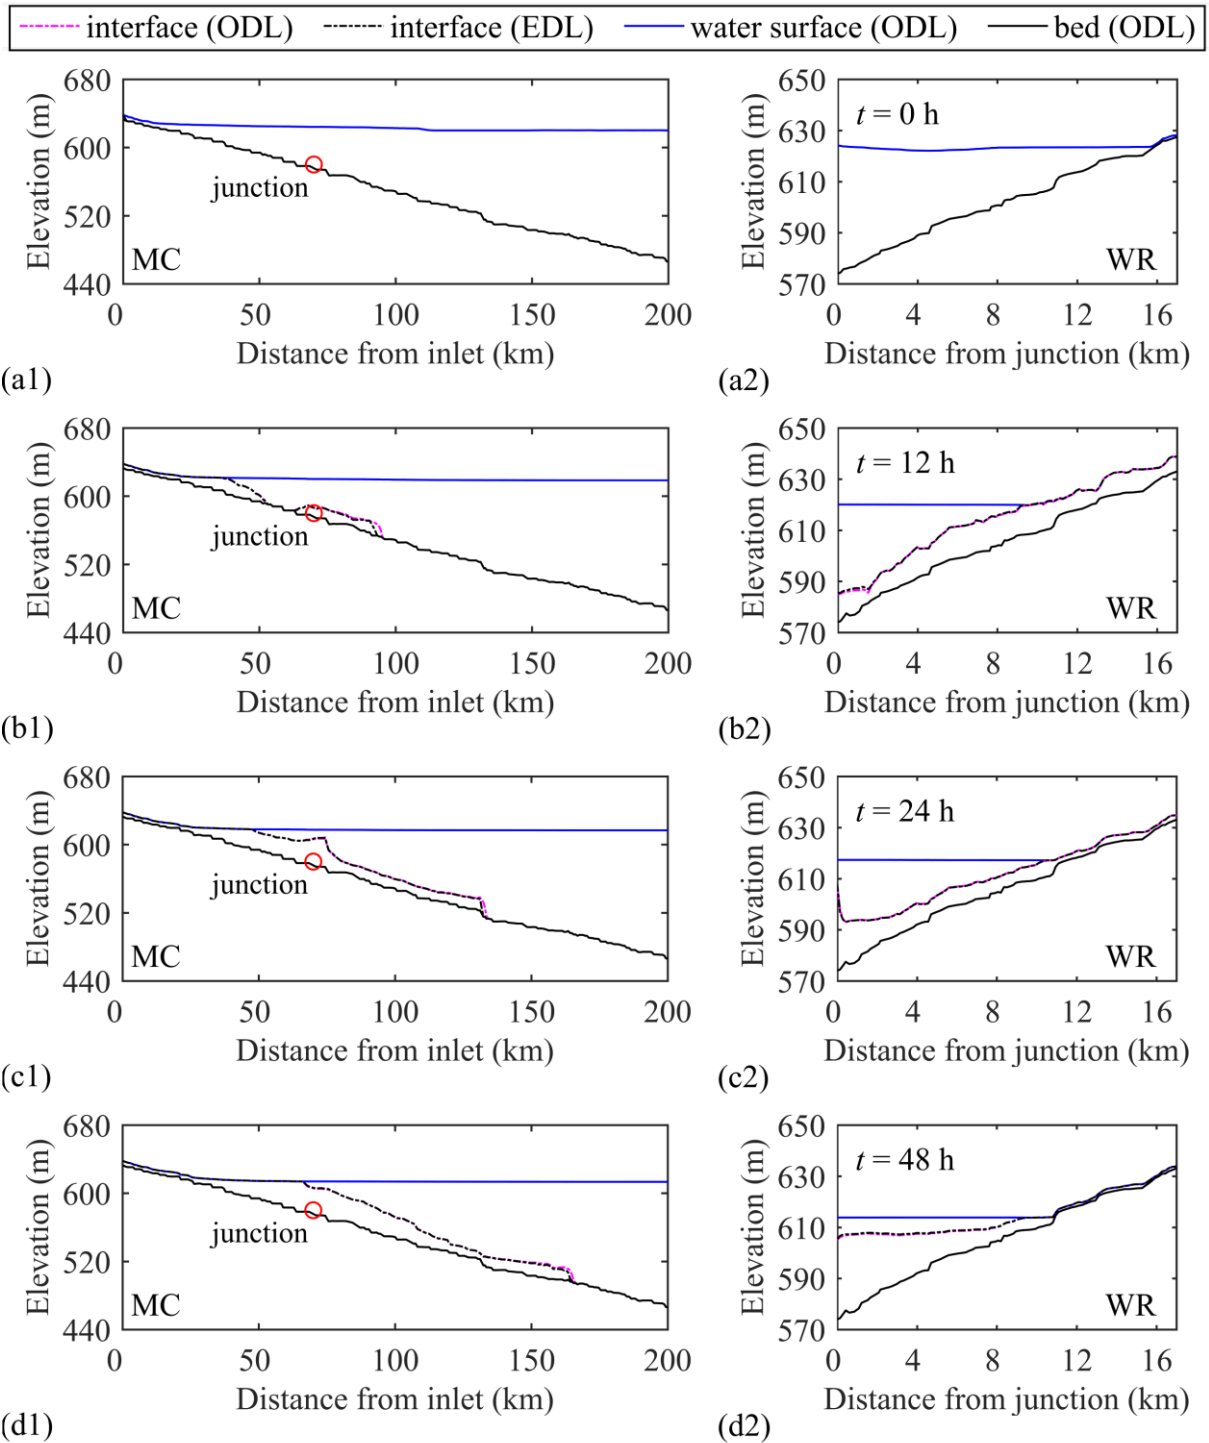 interface (ODL) interface (EDL) water surface (ODL) bed (ODL)
680
600
520
440
Elevation (m)
junction
MC
0 50 100 150 200
Distance from inlet (km)
(a1)
650
630
610
590
570
Elevation (m)
t = 0 h
WR
0 4 8 12 16
Distance from junction (km)
(a2)
680
600
520
440
Elevation (m)
junction
MC
0 50 100 150 200
Distance from inlet (km)
(b1)
650
630
610
590
570
Elevation (m)
t = 12 h
WR
0 4 8 12 16
Distance from junction (km)
(b2)
680
600
520
440
Elevation (m)
junction
MC
0 50 100 150 200
Distance from inlet (km)
(c1)
650
630
610
590
570
Elevation (m)
t = 24 h
WR
0 4 8 12 16
Distance from junction (km)
(c2)
680
600
520
440
Elevation (m)
junction
MC
0 50 100 150 200
Distance from inlet (km)
(d1)
650
630
610
590
570
Elevation (m)
t = 48 h
WR
0 4 8 12 16
Distance from junction (km)
(d2)